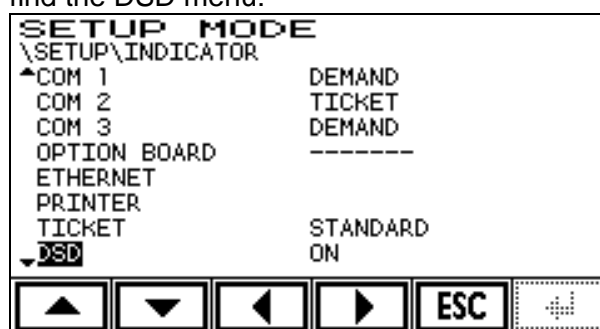 find the DSD menu.
SETUP MODE
\SETUP\INDICATOR
COM 1 DEMAND
COM 2 TICKET
COM 3 DEMAND
OPTION BOARD -------
ETHERNET
PRINTER
TICKET STANDARD
DSD ON
ESC